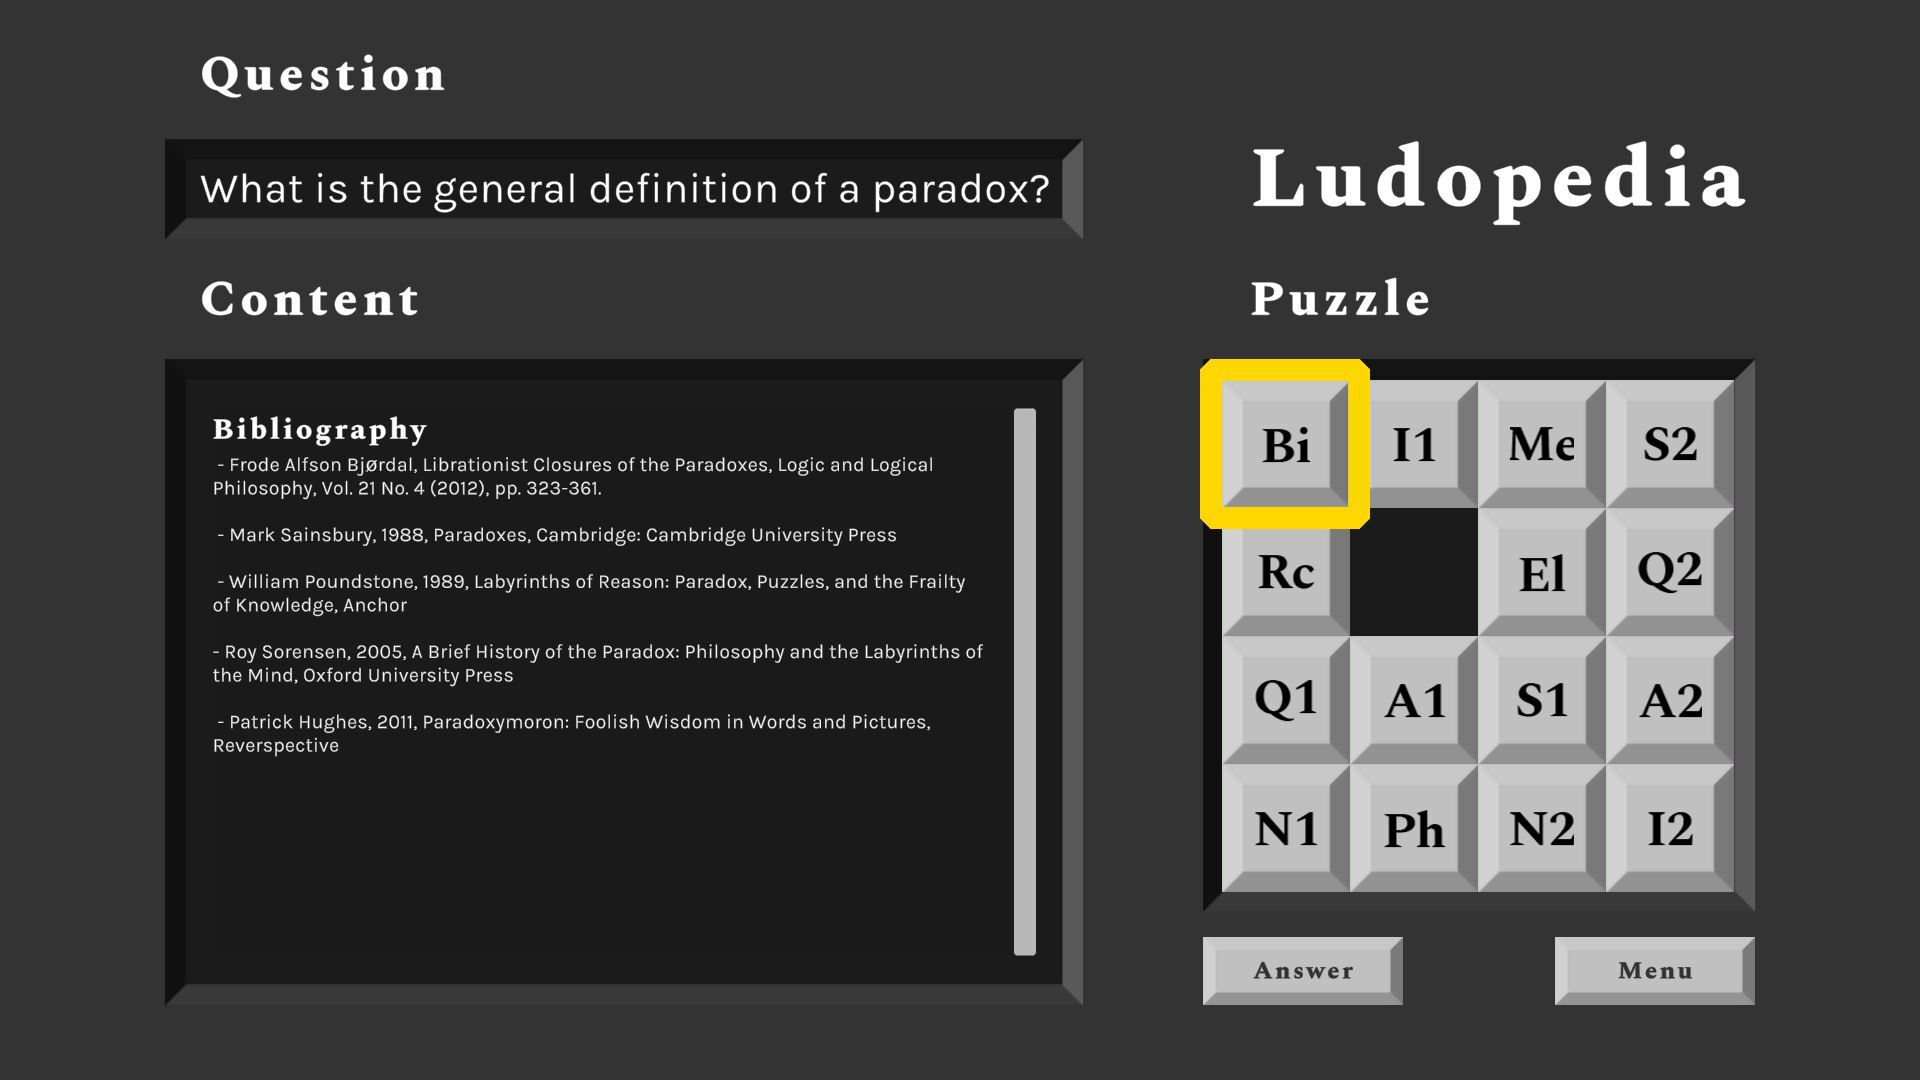 Question
What is the general definition of a paradox?
Ludopedia
Content
Puzzle
Bibliography
- Frode Alfson Bjørdal, Librationist Closures of the Paradoxes, Logic and Logical
Philosophy, Vol. 21 No. 4 (2012), pp. 323-361.
- Mark Sainsbury, 1988, Paradoxes, Cambridge: Cambridge University Press
- William Poundstone, 1989, Labyrinths of Reason: Paradox, Puzzles, and the Frailty
of Knowledge, Anchor
- Roy Sorensen, 2005, A Brief History of the Paradox: Philosophy and the Labyrinths of
the Mind, Oxford University Press
- Patrick Hughes, 2011, Paradoxymoron: Foolish Wisdom in Words and Pictures,
Reverspective
Bi I1 Me S2
Rc El Q2
Q1 A1 S1 A2
N1 Ph N2 I2
Answer Menu